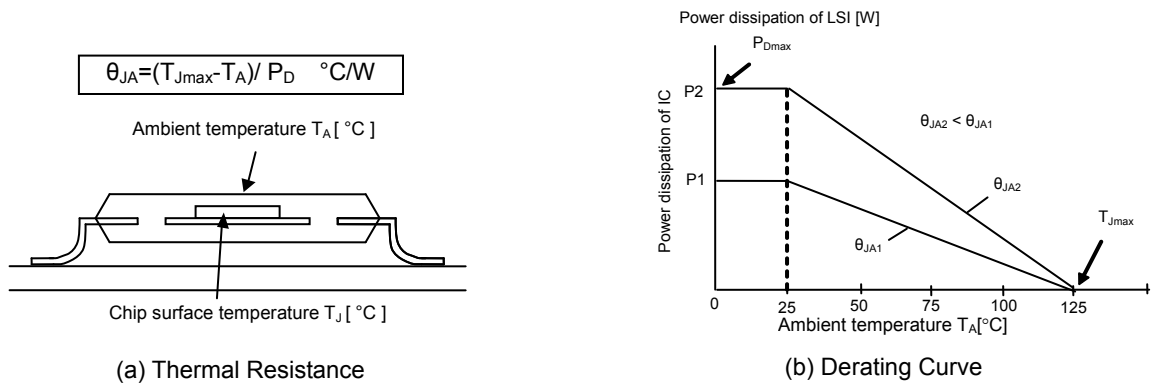 θJA=(TJmax-TA)/ PD °C/W
Ambient temperature TA [ °C ]
Chip surface temperature TJ [ °C ]
(a) Thermal Resistance
Power dissipation of LSI [W]
PDmax
P2
θJA2 < θJA1
Power dissipation of IC
P1
θJA2
TJmax
θJA1
0 25 50 75 100 125
Ambient temperature TA[°C]
(b) Derating Curve